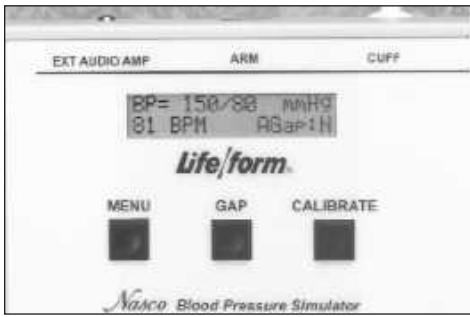 EXT AUDIO AMP ARM CUFF
BP= 150/80 mmHg
81 BPM AGap:N
Life/form®
MENU GAP CALIBRATE
Nasco Blood Pressure Simulator